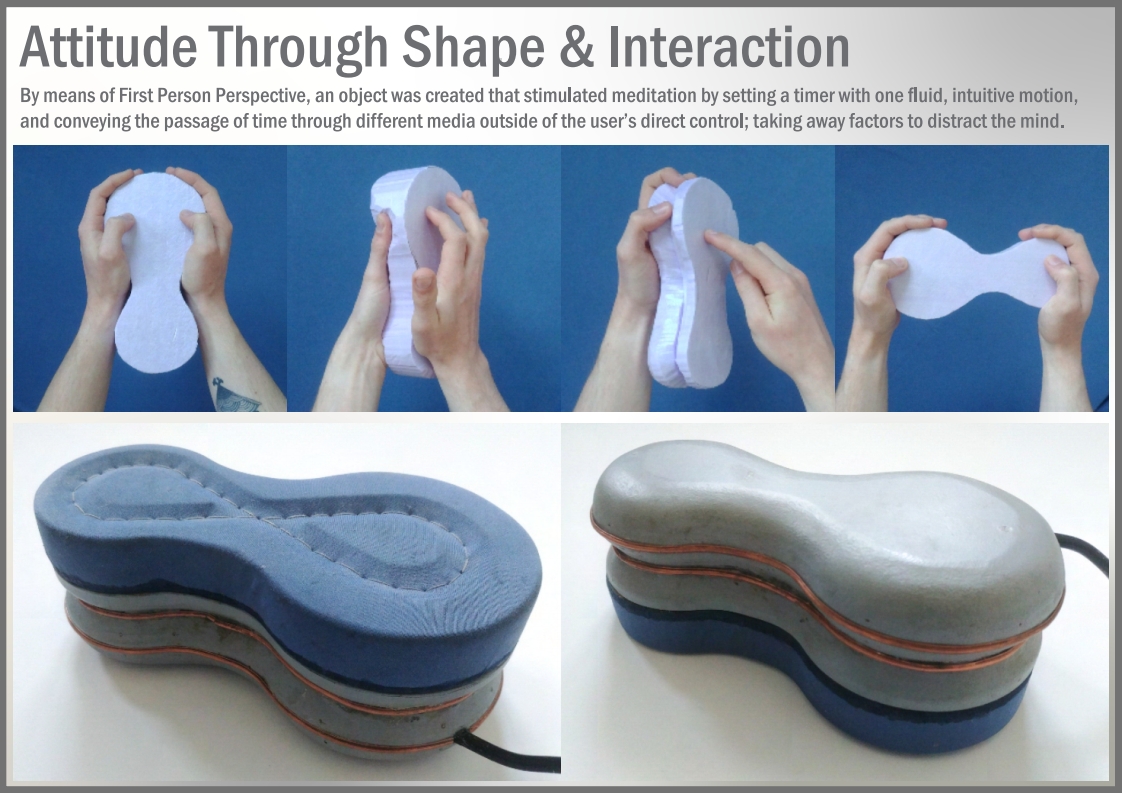 Attitude Through Shape & Interaction
By means of First Person Perspective, an object was created that stimulated meditation by setting a timer with one fluid, intuitive motion,
and conveying the passage of time through different media outside of the user's direct control; taking away factors to distract the mind.